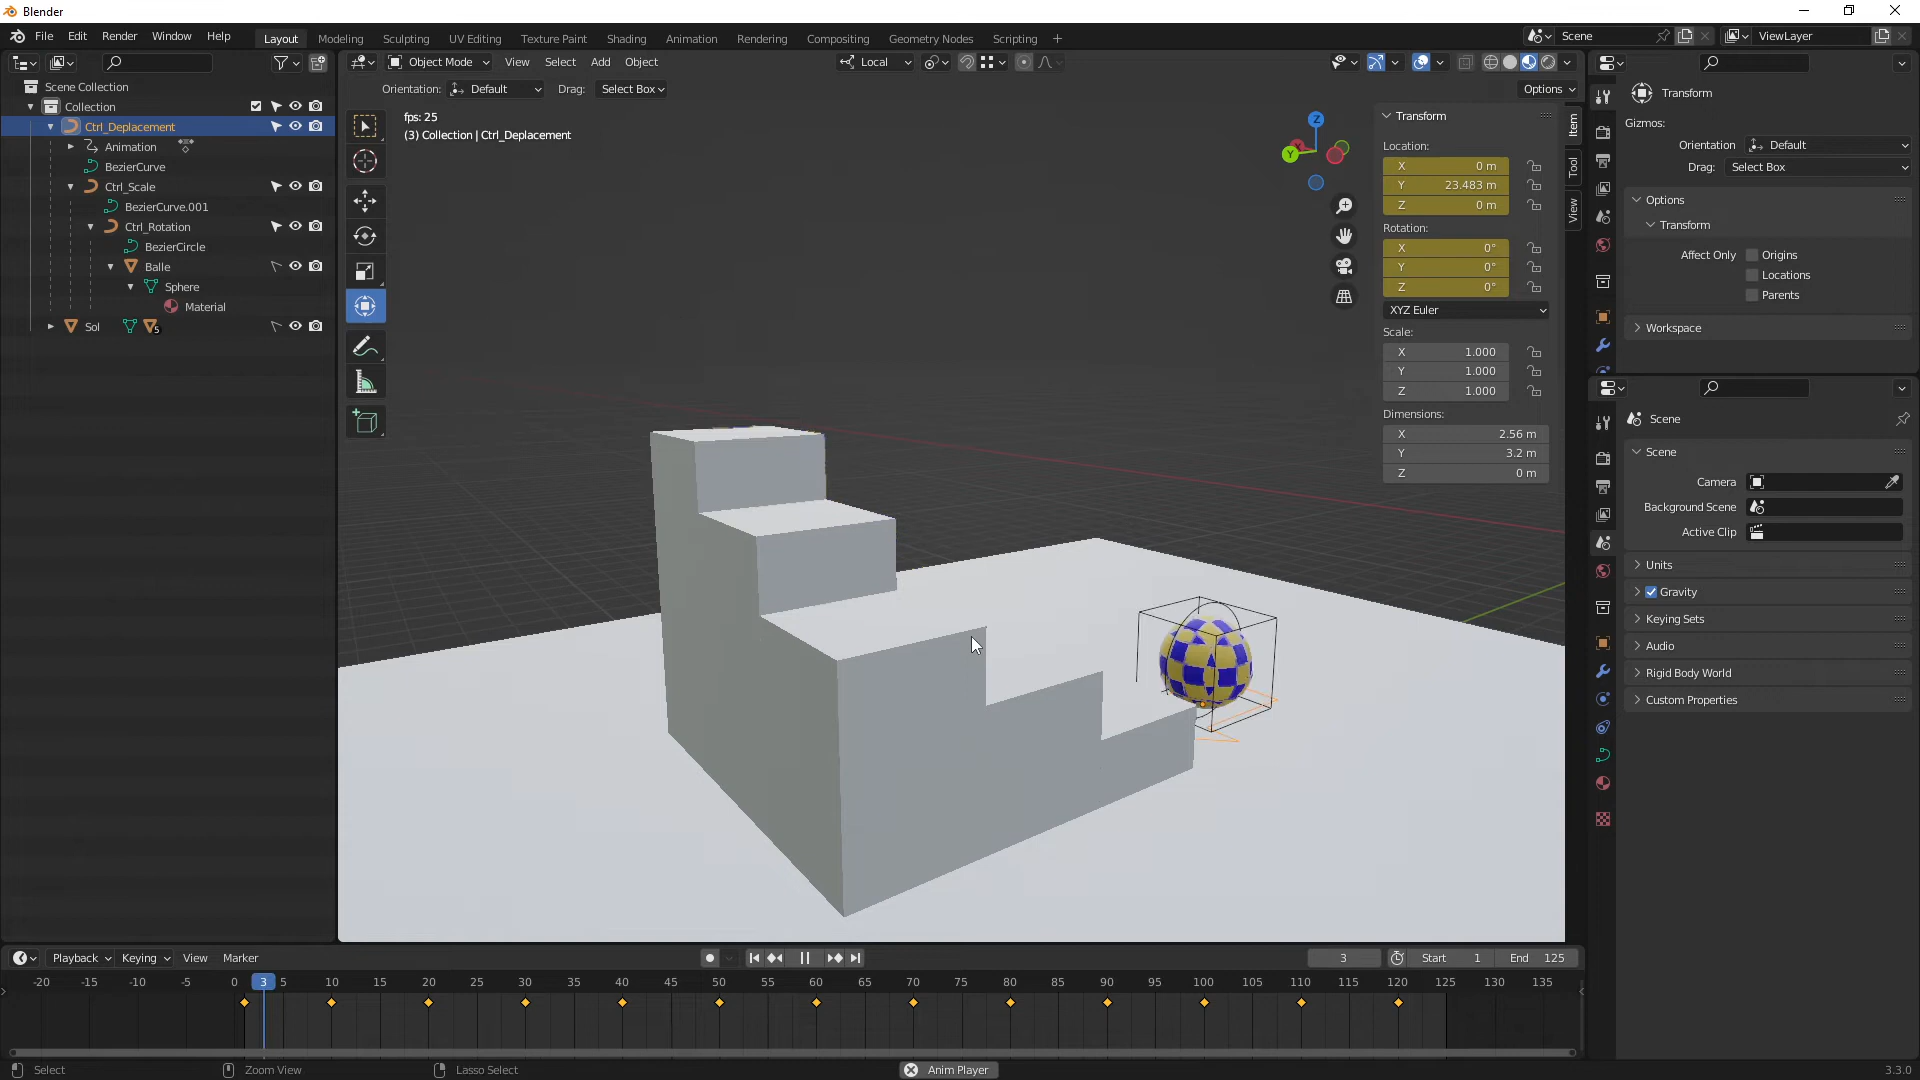 Blender
File Edit Render Window Help
Layout Modeling Sculpting UV Editing Texture Paint Shading Animation Rendering Compositing Geometry Nodes Scripting +
Scene
ViewLayer
Object Mode View Select Add Object
Local
Orientation: Default Drag: Select Box
Options
fps: 25
(3) Collection | Ctrl_Deplacement
Scene Collection
Collection
Ctrl_Deplacement
Animation
BezierCurve
Ctrl_Scale
BezierCurve.001
Ctrl_Rotation
BezierCircle
Balle
Sphere
Material
Sol 5
Z
Y
X
Transform
Location:
X 0 m
Y 23.483 m
Z 0 m
Rotation:
X 0°
Y 0°
Z 0°
XYZ Euler
Scale:
X 1.000
Y 1.000
Z 1.000
Dimensions:
X 2.56 m
Y 3.2 m
Z 0 m
Item
Tool
View
Transform
Gizmos:
Orientation Default
Drag: Select Box
Options
Transform
Affect Only Origins
Locations
Parents
Workspace
Scene
Scene
Camera
Background Scene
Active Clip
Units
Gravity
Keying Sets
Audio
Rigid Body World
Custom Properties
Playback Keying View Marker
3
Start 1 End 125
-20 -15 -10 -5 0 3 5 10 15 20 25 30 35 40 45 50 55 60 65 70 75 80 85 90 95 100 105 110 115 120 125 130 135
Select Zoom View Lasso Select
Anim Player
3.3.0